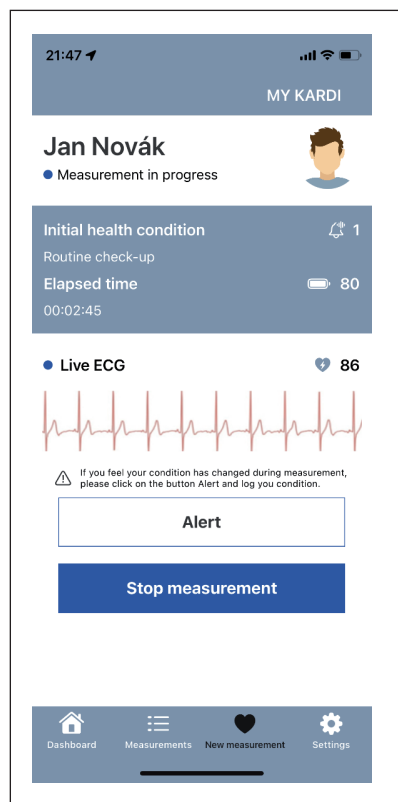 21:47
MY KARDI
Jan Novák
Measurement in progress
Initial health condition 1
Routine check-up
Elapsed time 80
00:02:45
Live ECG 86
If you feel your condition has changed during measurement,
please click on the button Alert and log you condition.
Alert
Stop measurement
Dashboard Measurements New measurement Settings